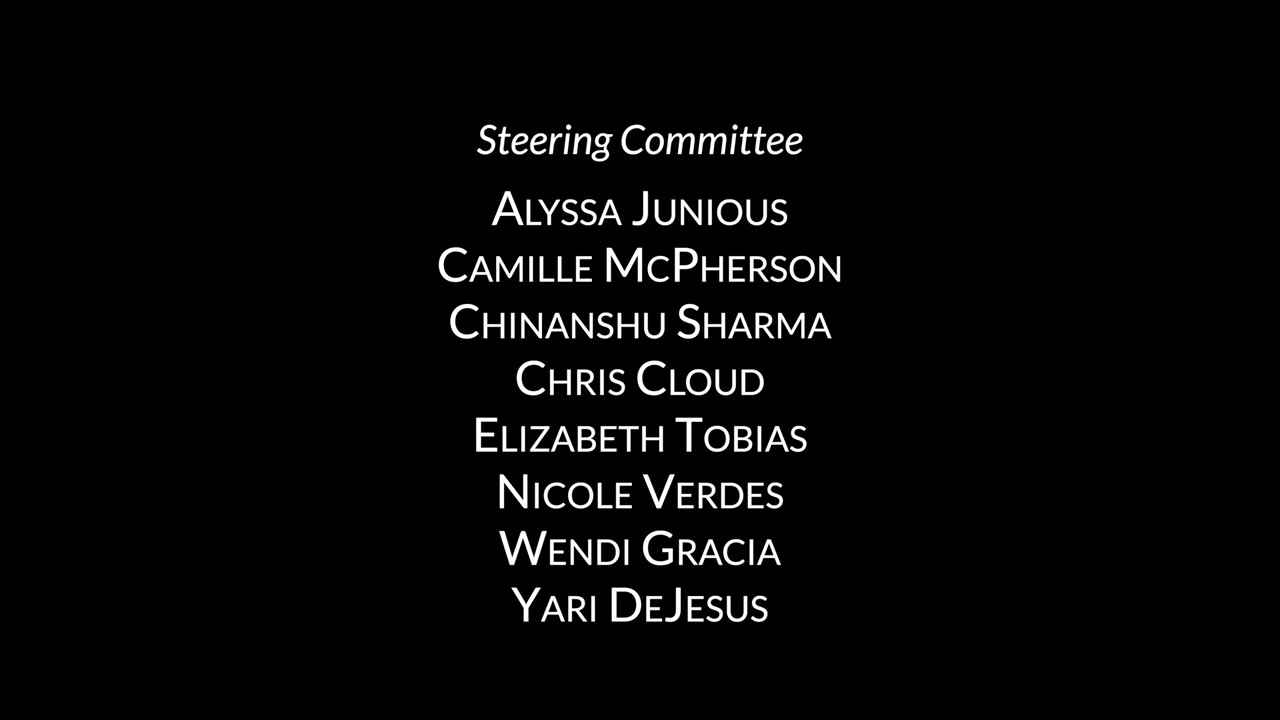 Steering Committee
Alyssa Junious
Camille McPherson
Chinanshu Sharma
Chris Cloud
Elizabeth Tobias
Nicole Verdes
Wendi Gracia
Yari DeJesus